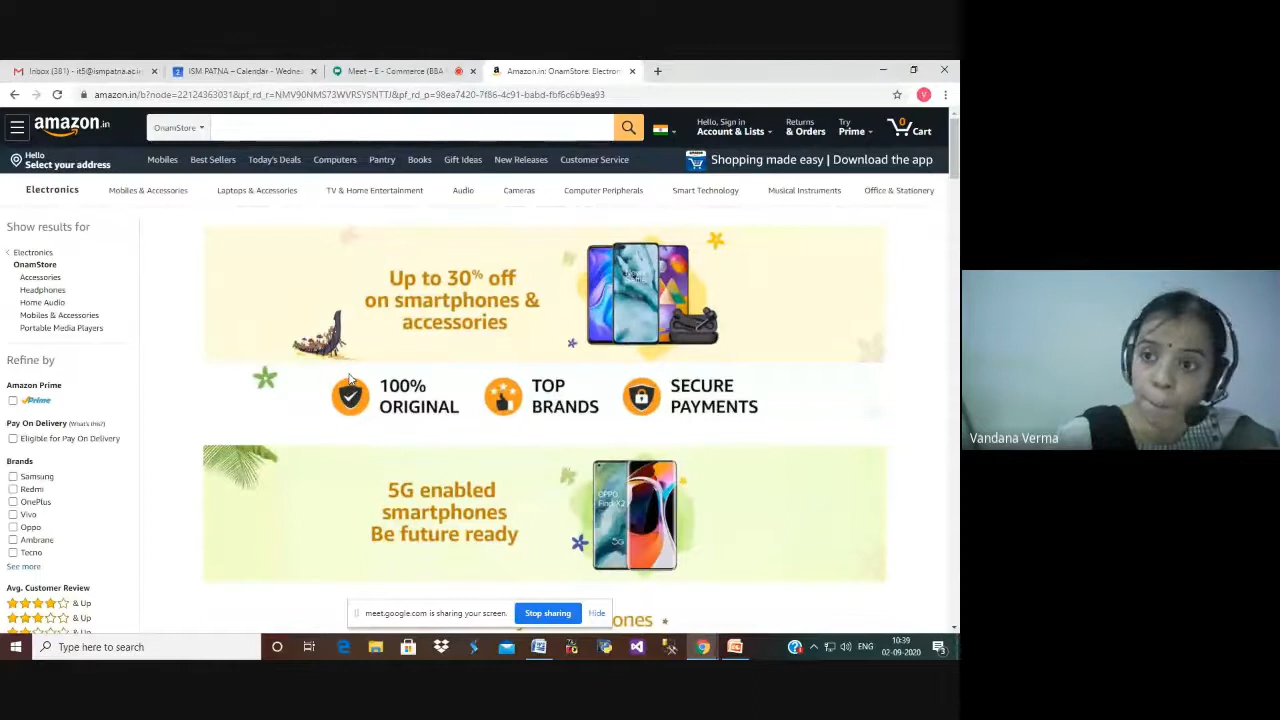 Inbox (381) - it5@ismpatna.ac.in
ISM PATNA – Calendar - Wednes
Meet – E - Commerce (BBA
Amazon.in: OnamStore: Electron
amazon.in/b?node=22124363031&pf_rd_r=NMV90NMS73WVRSYSNTTJ&pf_rd_p=98ea7420-7f86-4c91-babd-fbf6c6b9ea93
V
amazon.in
OnamStore
Hello, Sign in
Account & Lists
Returns
& Orders
Try
Prime
0
Cart
Hello
Select your address
Mobiles
Best Sellers
Today's Deals
Computers
Pantry
Books
Gift Ideas
New Releases
Customer Service
Shopping made easy | Download the app
Electronics
Mobiles & Accessories
Laptops & Accessories
TV & Home Entertainment
Audio
Cameras
Computer Peripherals
Smart Technology
Musical Instruments
Office & Stationery
Show results for
Electronics
OnamStore
Accessories
Headphones
Home Audio
Mobiles & Accessories
Portable Media Players
Refine by
Amazon Prime
Prime
Pay On Delivery (What's this?)
Eligible for Pay On Delivery
Brands
Samsung
Redmi
OnePlus
Vivo
Oppo
Ambrane
Tecno
See more
Avg. Customer Review
& Up
& Up
Up to 30% off
on smartphones &
accessories
100%
ORIGINAL
TOP
BRANDS
SECURE
PAYMENTS
5G enabled
smartphones
Be future ready
OPPO
Find X2
5G
meet.google.com is sharing your screen.
Stop sharing
Hide
Type here to search
ENG
10:39
02-09-2020
3
Vandana Verma